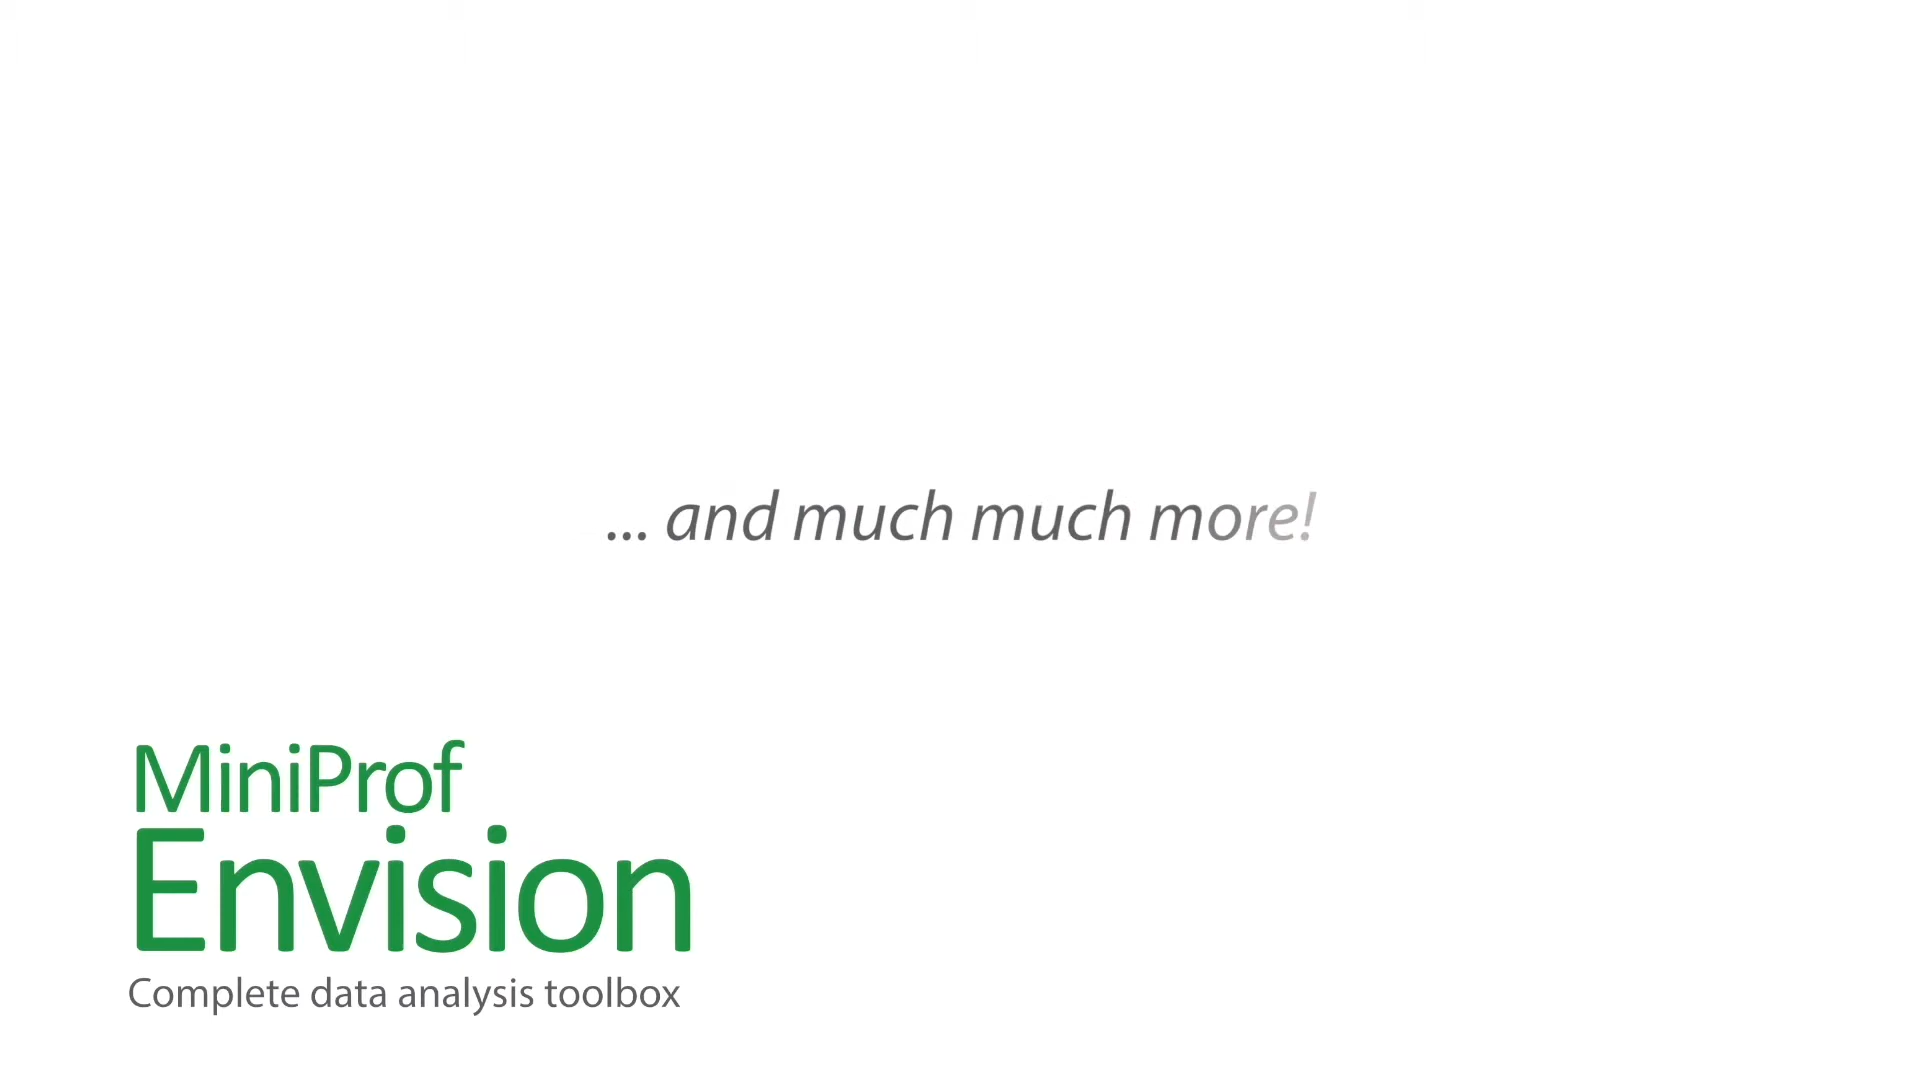 ... and much much more!
MiniProf
Envision
Complete data analysis toolbox